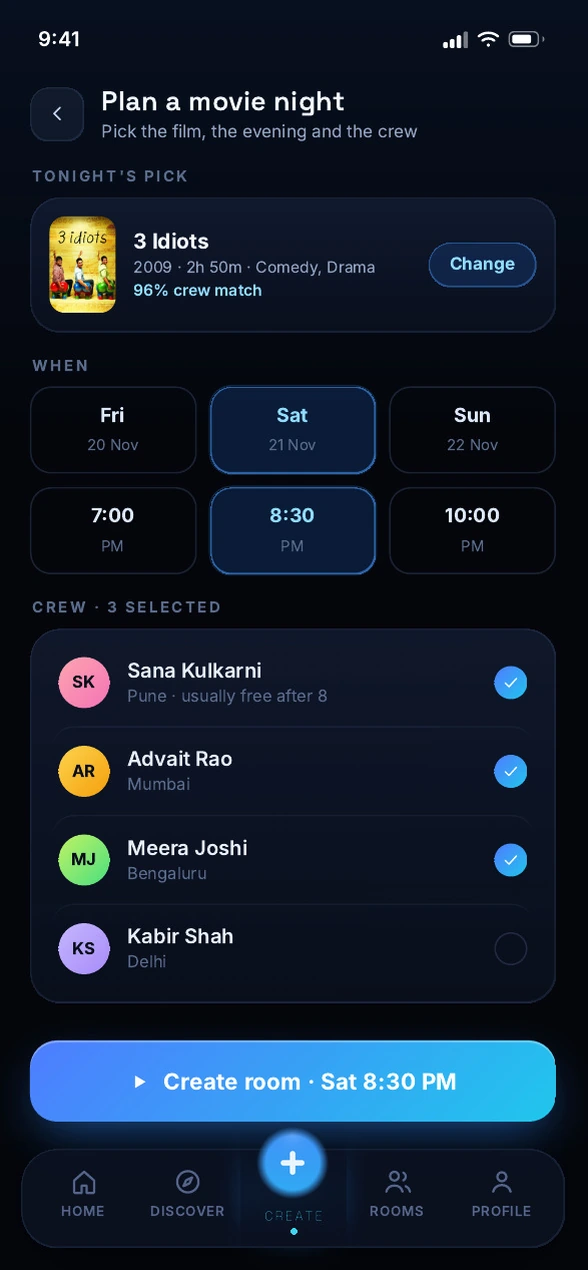 9:41
Plan a movie night
Pick the film, the evening and the crew
TONIGHT'S PICK
3 idiots
3 Idiots
2009 · 2h 50m · Comedy, Drama
96% crew match
Change
WHEN
Fri
20 Nov
Sat
21 Nov
Sun
22 Nov
7:00
PM
8:30
PM
10:00
PM
CREW · 3 SELECTED
SK
Sana Kulkarni
Pune · usually free after 8
AR
Advait Rao
Mumbai
MJ
Meera Joshi
Bengaluru
KS
Kabir Shah
Delhi
Create room · Sat 8:30 PM
HOME
DISCOVER
CREATE
ROOMS
PROFILE